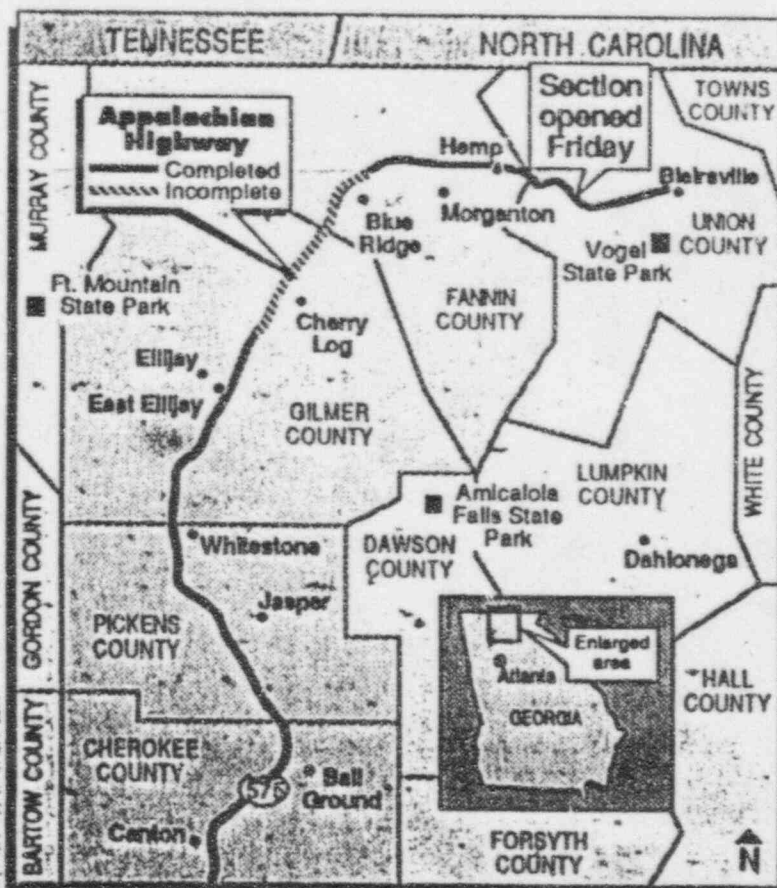 TENNESSEE
NORTH CAROLINA
MURRAY COUNTY
Appalachian
Highway
Completed
Incomplete
Section
opened
Friday
TOWNS
COUNTY
Hemp
Blairsville
Blue
Ridge
Morganton
UNION
COUNTY
Vogel
State Park
Ft. Mountain
State Park
FANNIN
COUNTY
Cherry
Log
Ellijay
East Ellijay
GILMER
COUNTY
WHITE COUNTY
LUMPKIN
COUNTY
Amicalola
Falls State
Park
GORDON COUNTY
Whitestone
DAWSON
COUNTY
Dahlonega
Jasper
PICKENS
COUNTY
Enlarged
area
Atlanta
GEORGIA
HALL
COUNTY
BARTOW COUNTY
CHEROKEE
COUNTY
575
Ball
Ground
Canton
FORSYTH
COUNTY
N